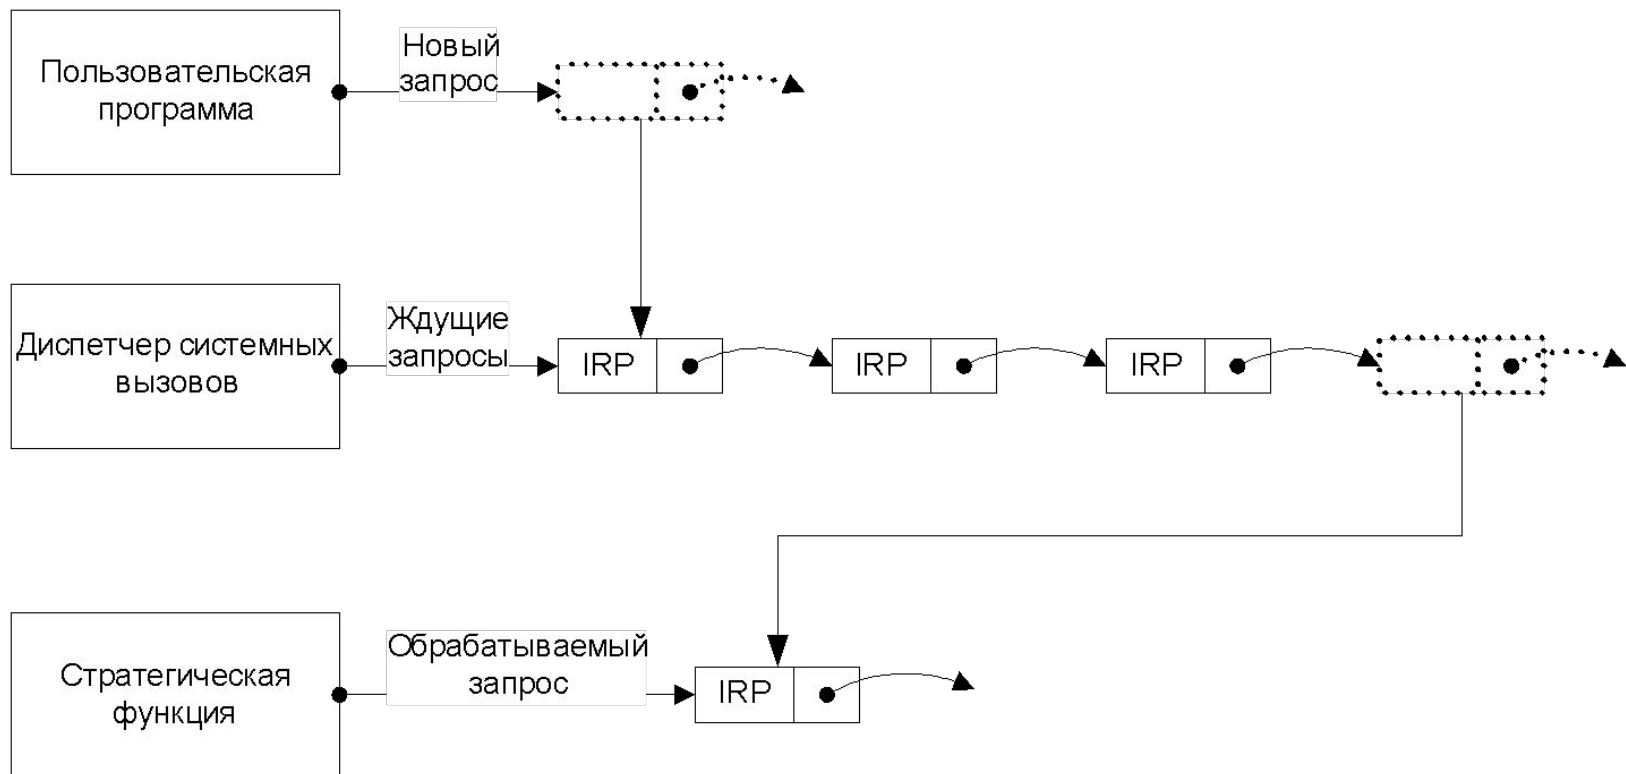 Пользовательская
программа
Новый
запрос
Диспетчер системных
вызовов
Ждущие
запросы
IRP
IRP
IRP
Стратегическая
функция
Обрабатываемый
запрос
IRP